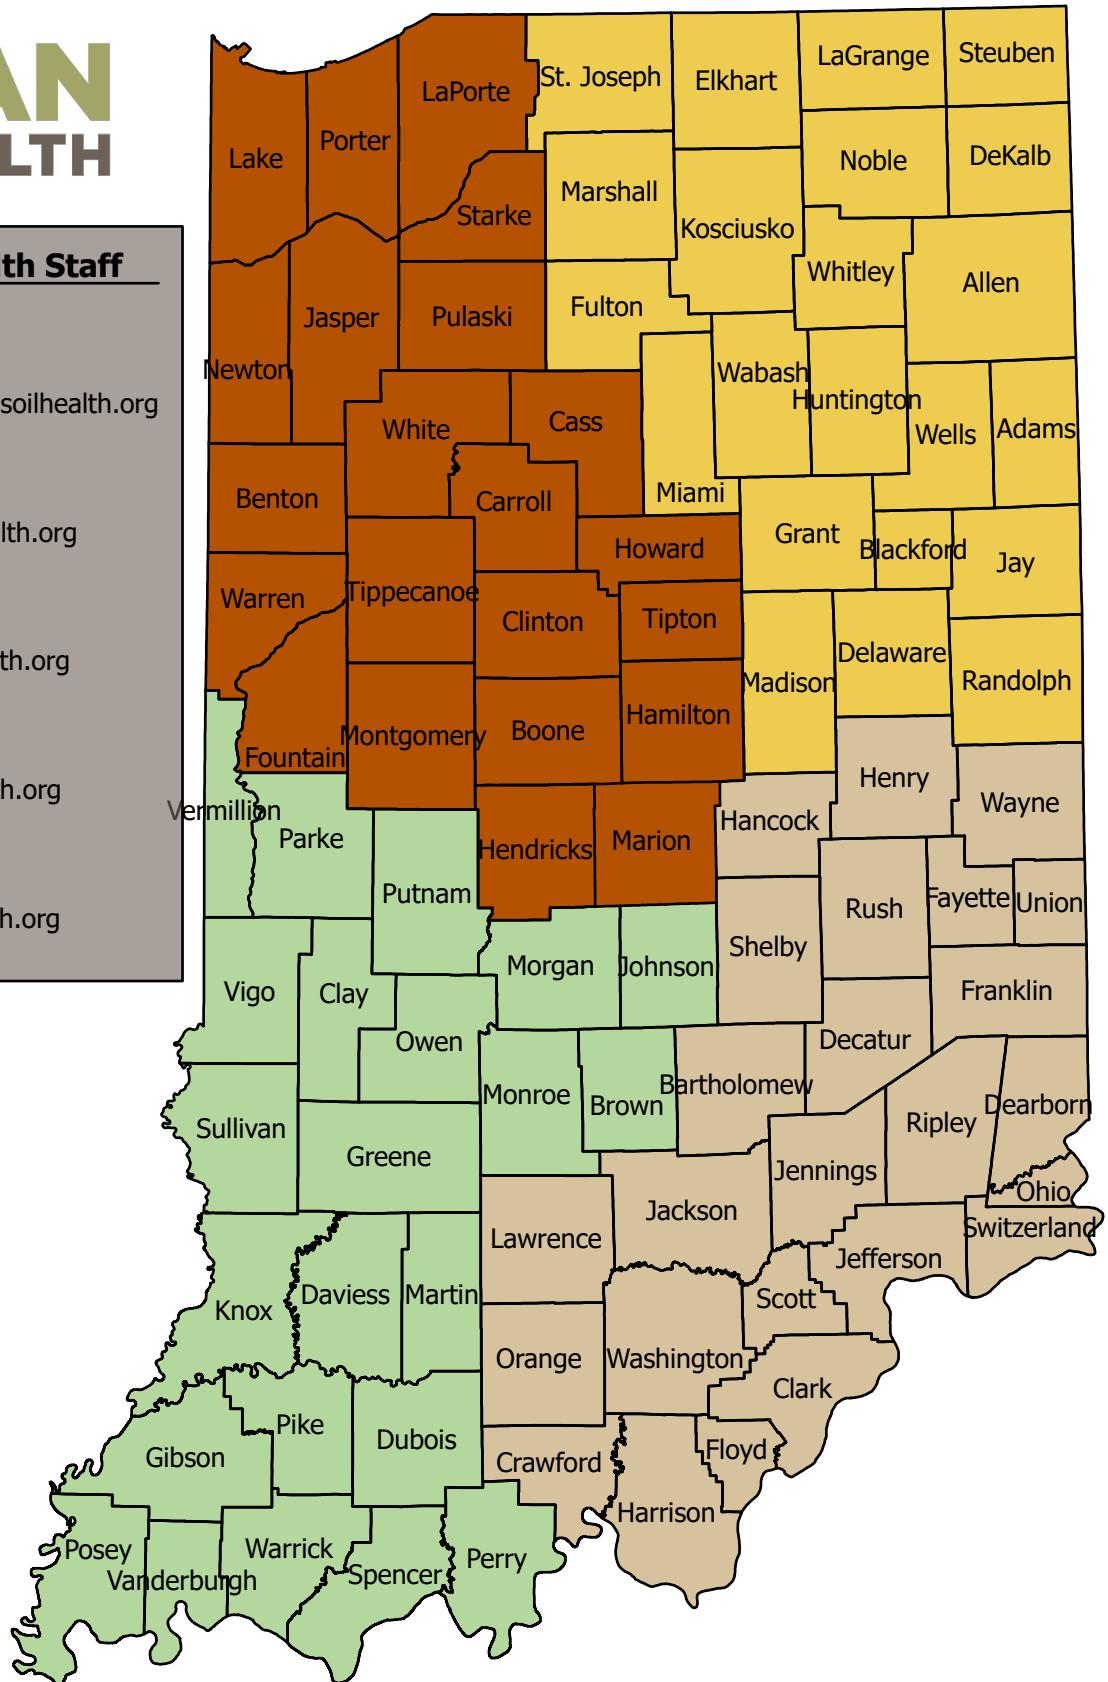 AN
LTH
lth Staff
soilhealth.org
lth.org
th.org
h.org
h.org
LaGrange
Steuben
St. Joseph
Elkhart
LaPorte
Porter
Lake
Noble
DeKalb
Marshall
Starke
Kosciusko
Whitley
Allen
Fulton
Jasper
Pulaski
Newton
Wabash
Huntington
White
Cass
Wells
Adams
Miami
Benton
Carroll
Grant
Howard
Blackford
Jay
Warren
Tippecanoe
Clinton
Tipton
Delaware
Madison
Randolph
Hamilton
Montgomery
Boone
Fountain
Henry
Wayne
Vermillion
Parke
Hancock
Hendricks
Marion
Putnam
Rush
Fayette
Union
Shelby
Morgan
Johnson
Vigo
Clay
Franklin
Owen
Decatur
Bartholomew
Monroe
Brown
Dearborn
Ripley
Sullivan
Greene
Jennings
Ohio
Jackson
Switzerland
Lawrence
Jefferson
Daviess
Martin
Scott
Knox
Orange
Washington
Clark
Pike
Dubois
Floyd
Gibson
Crawford
Harrison
Posey
Warrick
Perry
Vanderburgh
Spencer